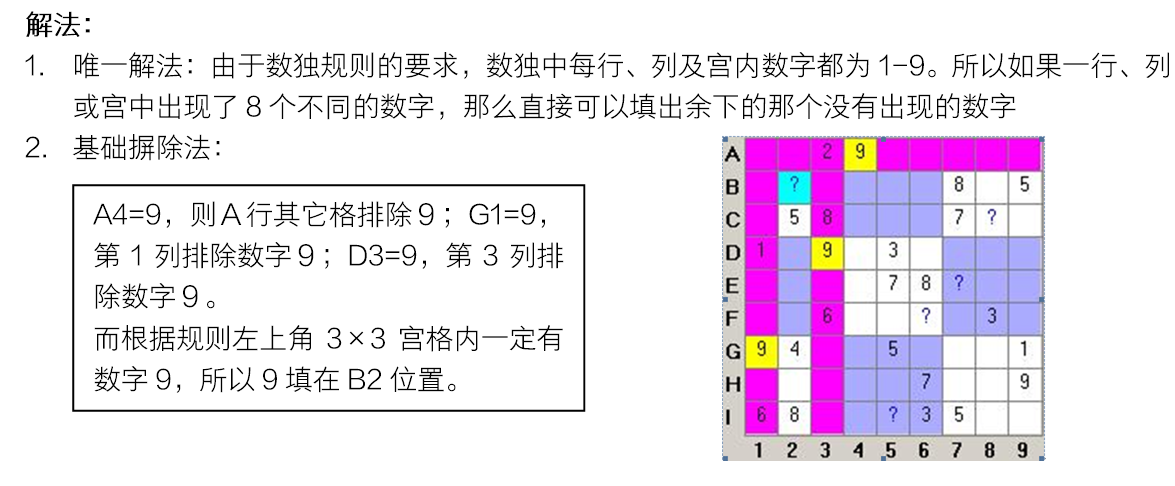 解法：
1. 唯一解法：由于数独规则的要求，数独中每行、列及宫内数字都为 1-9。所以如果一行、列
或宫中出现了 8 个不同的数字，那么直接可以填出余下的那个没有出现的数字
2. 基础摒除法：
A4=9，则 A 行其它格排除 9；G1=9，
第 1 列排除数字 9；D3=9，第 3 列排
除数字 9。
而根据规则左上角 3×3 宫格内一定有
数字 9，所以 9 填在 B2 位置。
A 2 9
B ? 8 5
C 5 8 7 ?
D 1 9 3
E 7 8 ?
F 6 ? 3
G 9 4 5 1
H 7 9
I 6 8 ? 3 5
1 2 3 4 5 6 7 8 9